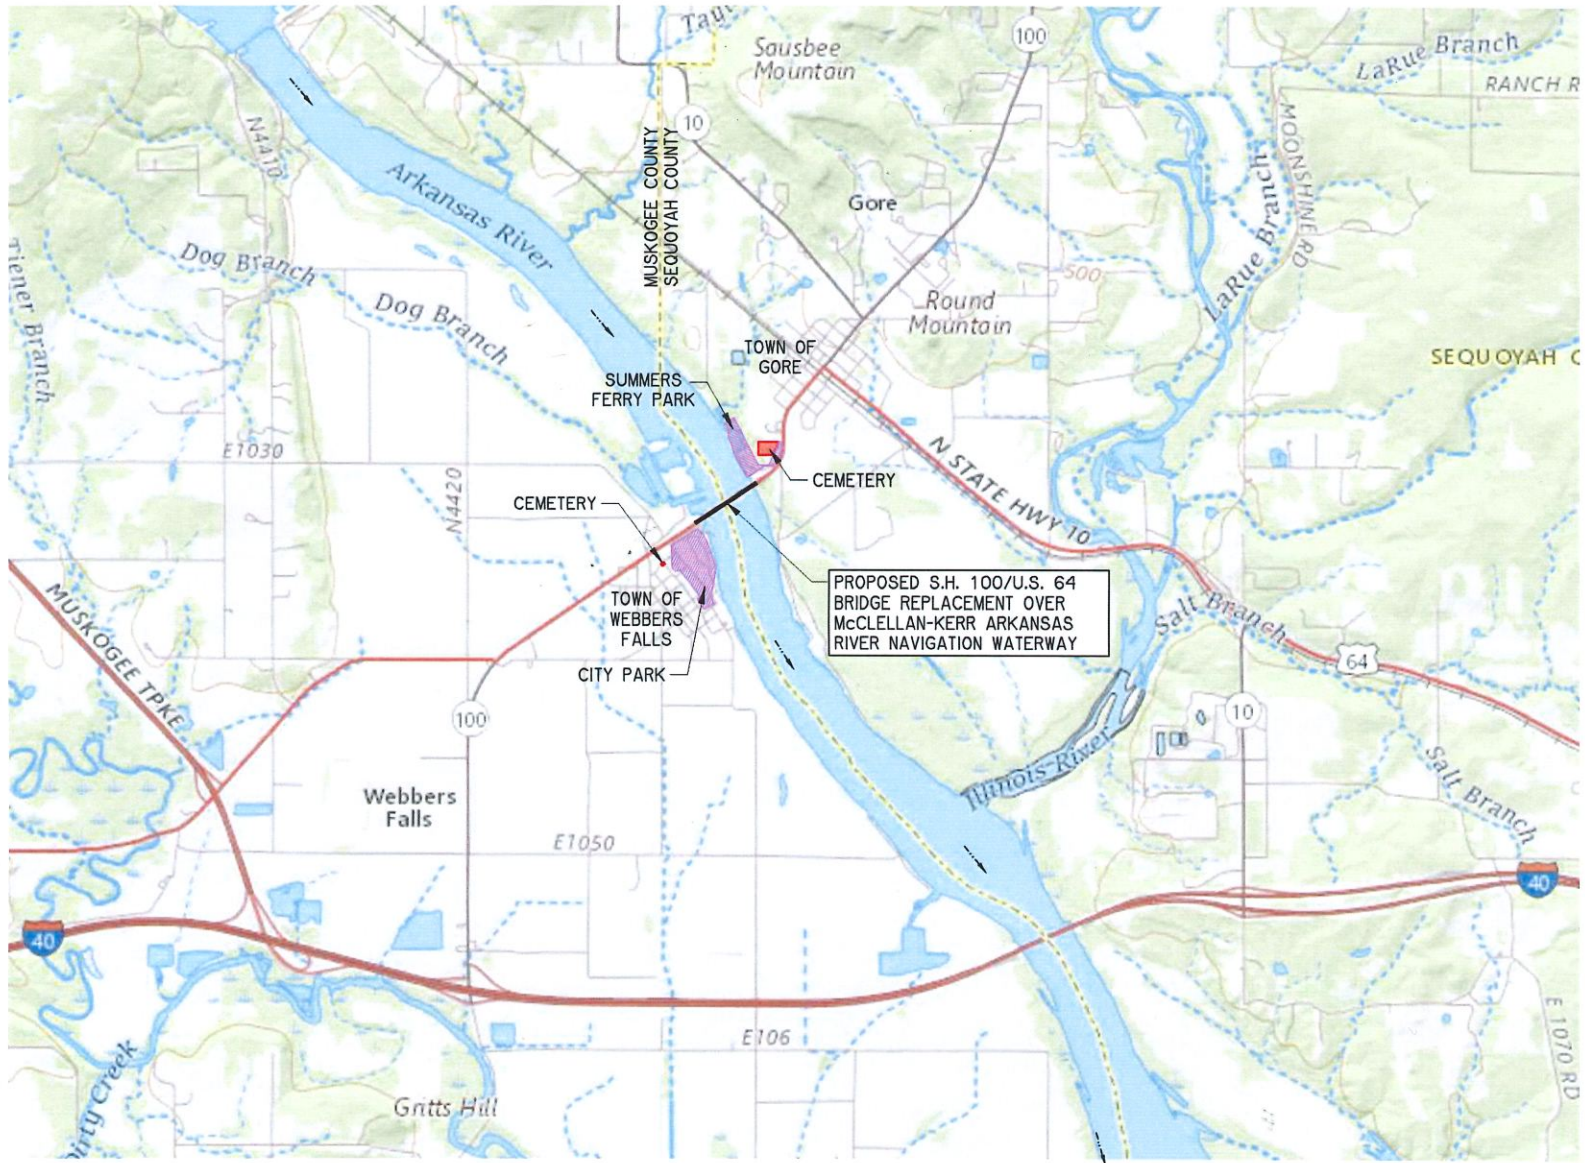 Sausbee
Mountain
100
LaRue Branch
RANCH R
N4410
10
MUSKOGEE COUNTY
SEQUOYAH COUNTY
MOONSHINE RD
LaRue Branch
Arkansas River
Gore
Tiener Branch
Dog Branch
Dog Branch
500
Round
Mountain
TOWN OF
GORE
SEQUOYAH C
SUMMERS
FERRY PARK
E1030
N4420
CEMETERY
CEMETERY
N STATE HWY 10
MUSKOGEE TPKE
TOWN OF
WEBBERS
FALLS
CITY PARK
PROPOSED S.H. 100/U.S. 64
BRIDGE REPLACEMENT OVER
McCLELLAN-KERR ARKANSAS
RIVER NAVIGATION WATERWAY
Salt Branch
64
100
10
Illinois River
Salt Branch
Webbers
Falls
E1050
40
40
E106
E 1070 RD
Dirty Creek
Gritts Hill